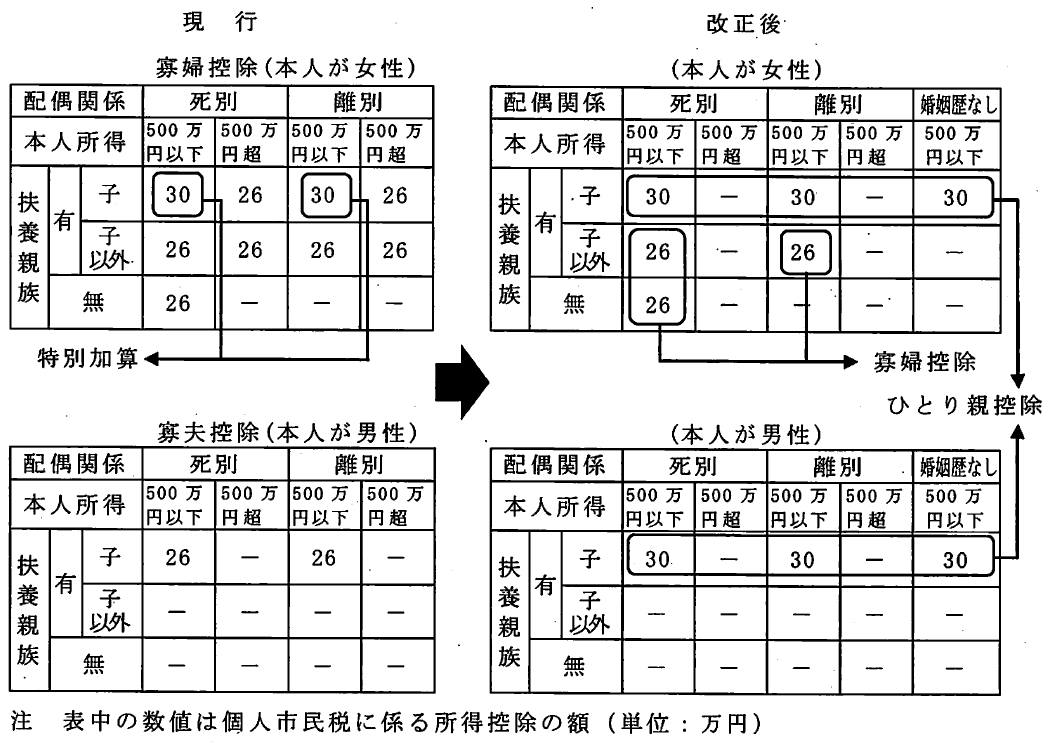 現 行
寡婦控除(本人が女性)
配偶関係 死別 離別
本人所得 500万円以下 500万円超 500万円以下 500万円超
扶養親族 有 子 30 26 30 26
子以外 26 26 26 26
無 26 － － －
特別加算
寡夫控除(本人が男性)
配偶関係 死別 離別
本人所得 500万円以下 500万円超 500万円以下 500万円超
扶養親族 有 子 26 － 26 －
子以外 － － － －
無 － － － －
改正後
(本人が女性)
配偶関係 死別 離別 婚姻歴なし
本人所得 500万円以下 500万円超 500万円以下 500万円超 500万円以下
扶養親族 有 子 30 － 30 － 30
子以外 26 － 26 － －
無 26 － － － －
寡婦控除
ひとり親控除
(本人が男性)
配偶関係 死別 離別 婚姻歴なし
本人所得 500万円以下 500万円超 500万円以下 500万円超 500万円以下
扶養親族 有 子 30 － 30 － 30
子以外 － － － － －
無 － － － － －
注 表中の数値は個人市民税に係る所得控除の額（単位：万円）